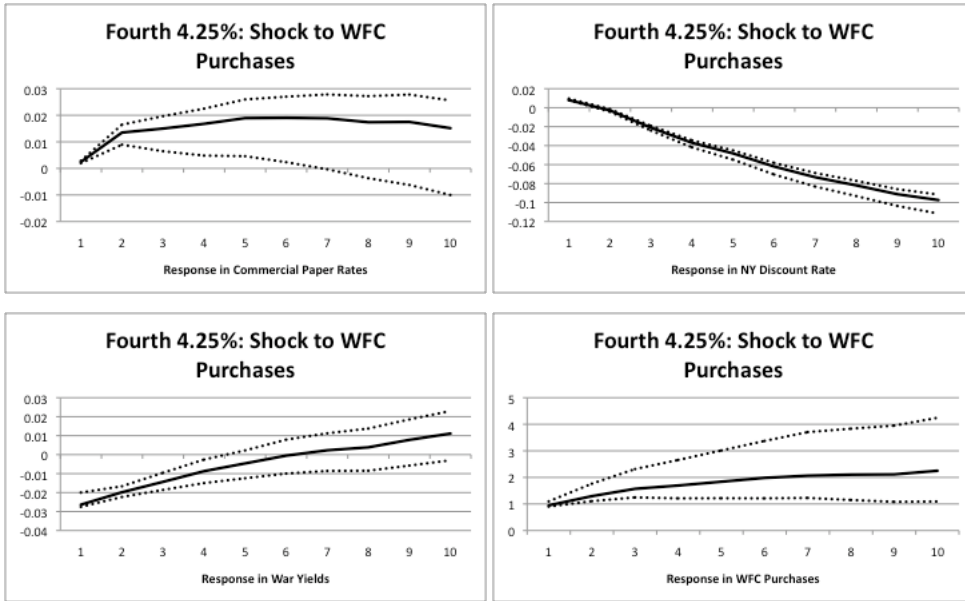 Fourth 4.25%: Shock to WFC
Purchases
0.03
0.02
0.01
0
-0.01
-0.02
1 2 3 4 5 6 7 8 9 10
Response in Commercial Paper Rates
Fourth 4.25%: Shock to WFC
Purchases
0.02
0
-0.02
-0.04
-0.06
-0.08
-0.1
-0.12
1 2 3 4 5 6 7 8 9 10
Response in NY Discount Rate
Fourth 4.25%: Shock to WFC
Purchases
0.03
0.02
0.01
0
-0.01
-0.02
-0.03
-0.04
1 2 3 4 5 6 7 8 9 10
Response in War Yields
Fourth 4.25%: Shock to WFC
Purchases
5
4
3
2
1
0
1 2 3 4 5 6 7 8 9 10
Response in WFC Purchases